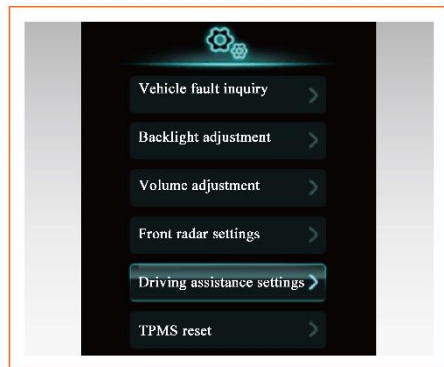 Vehicle fault inquiry
Backlight adjustment
Volume adjustment
Front radar settings
Driving assistance settings
TPMS reset